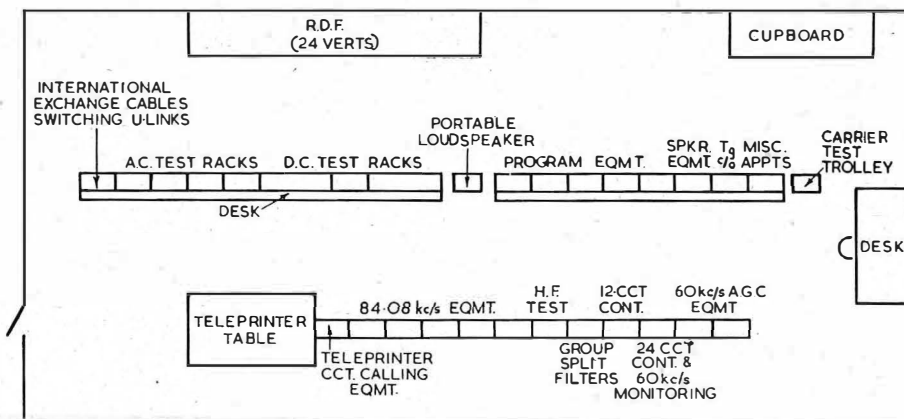 R.D.F.
(24 VERTS)
CUPBOARD
INTERNATIONAL
EXCHANGE CABLES
SWITCHING U-LINKS
A.C. TEST RACKS
D.C. TEST RACKS
PORTABLE
LOUDSPEAKER
PROGRAM EQMT.
SPKR. Tg MISC.
EQMT c/o APPTS
CARRIER
TEST
TROLLEY
DESK
DESK
TELEPRINTER
TABLE
84·08 kc/s EQMT.
H.F.
TEST
12-CCT
CONT.
60kc/s A G C
EQMT
TELEPRINTER
CCT. CALLING
EQMT.
GROUP
SPLIT
FILTERS
24 CCT
CONT. &
60kc/s
MONITORING